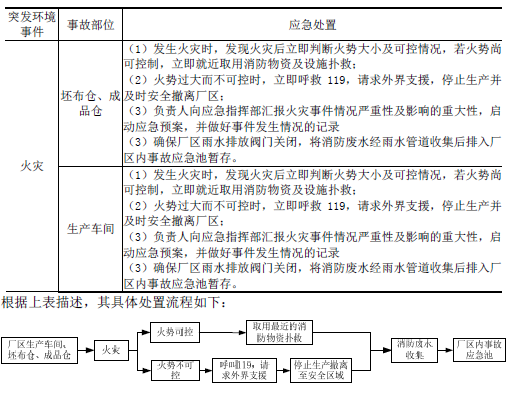 突发环境
事件
事故部位
应急处置
火灾
坯布仓、成
品仓
（1）发生火灾时，发现火灾后立即判断火势大小及可控情况，若火势尚
可控制，立即就近取用消防物资及设施扑救；
（2）火势过大而不可控时，立即呼救 119，请求外界支援，停止生产并
及时安全撤离厂区；
（3）负责人向应急指挥部汇报火灾事件情况严重性及影响的重大性，启
动应急预案，并做好事件发生情况的记录
（3）确保厂区雨水排放阀门关闭，将消防废水经雨水管道收集后排入厂
区内事故应急池暂存。
生产车间
（1）发生火灾时，发现火灾后立即判断火势大小及可控情况，若火势尚
可控制，立即就近取用消防物资及设施扑救；
（2）火势过大而不可控时，立即呼救 119，请求外界支援，停止生产并
及时安全撤离厂区；
（3）负责人向应急指挥部汇报火灾事件情况严重性及影响的重大性，启
动应急预案，并做好事件发生情况的记录
（3）确保厂区雨水排放阀门关闭，将消防废水经雨水管道收集后排入厂
区内事故应急池暂存。
根据上表描述，其具体处置流程如下：
厂区生产车间、
坯布仓、成品仓
火灾
火势可控
取用最近的消
防物资扑救
火势不可
控
呼叫119，请
求外界支援
停止生产撤离
至安全区域
消防废水
收集
厂区内事故
应急池